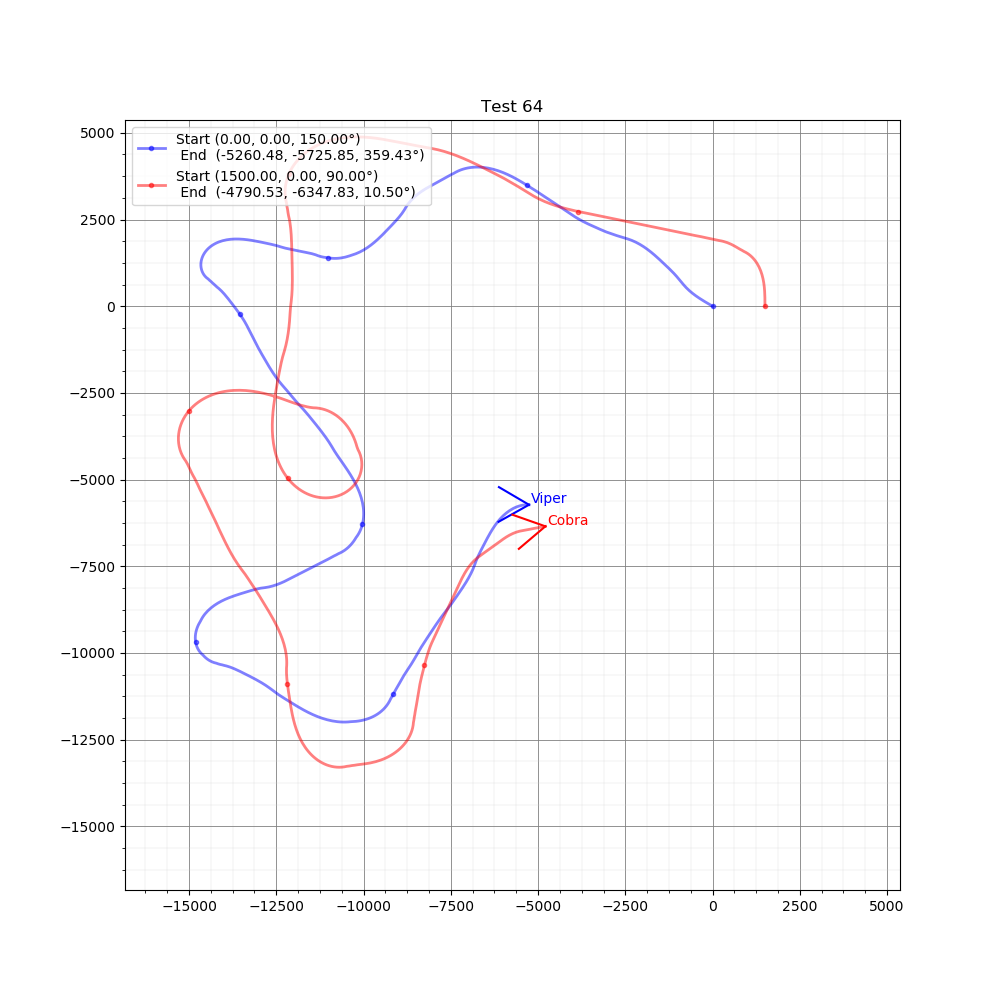 Test 64
Start (0.00, 0.00, 150.00°)
End (-5260.48, -5725.85, 359.43°)
Start (1500.00, 0.00, 90.00°)
End (-4790.53, -6347.83, 10.50°)
5000
2500
0
−2500
−5000
−7500
−10000
−12500
−15000
Viper
Cobra
−15000 −12500 −10000 −7500 −5000 −2500 0 2500 5000